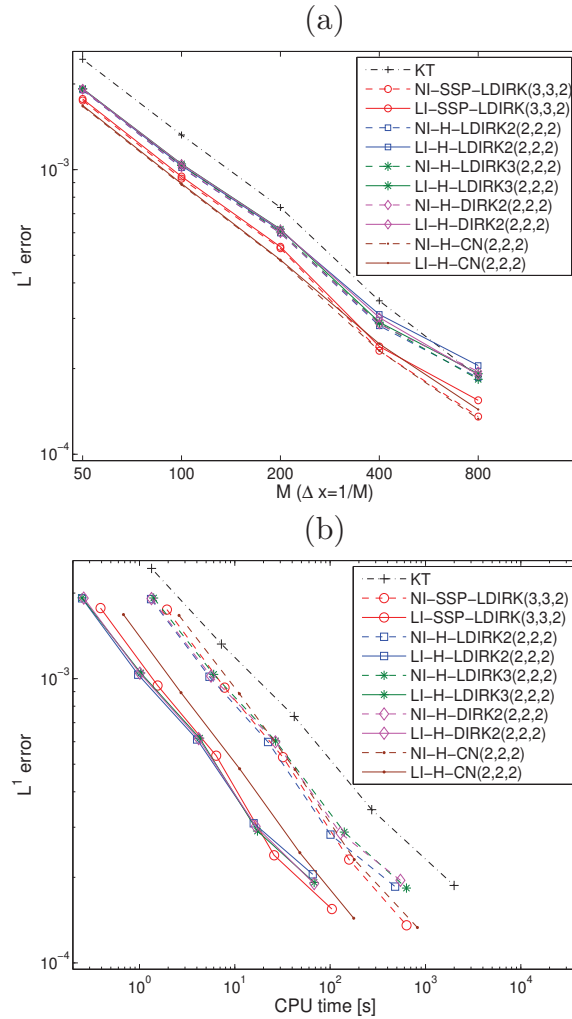 (a)
10⁻³
10⁻⁴
L¹ error
50 100 200 400 800
M (Δ x=1/M)
KT
NI−SSP−LDIRK(3,3,2)
LI−SSP−LDIRK(3,3,2)
NI−H−LDIRK2(2,2,2)
LI−H−LDIRK2(2,2,2)
NI−H−LDIRK3(2,2,2)
LI−H−LDIRK3(2,2,2)
NI−H−DIRK2(2,2,2)
LI−H−DIRK2(2,2,2)
NI−H−CN(2,2,2)
LI−H−CN(2,2,2)
(b)
10⁻³
10⁻⁴
L¹ error
10⁰ 10¹ 10² 10³ 10⁴
CPU time [s]
KT
NI−SSP−LDIRK(3,3,2)
LI−SSP−LDIRK(3,3,2)
NI−H−LDIRK2(2,2,2)
LI−H−LDIRK2(2,2,2)
NI−H−LDIRK3(2,2,2)
LI−H−LDIRK3(2,2,2)
NI−H−DIRK2(2,2,2)
LI−H−DIRK2(2,2,2)
NI−H−CN(2,2,2)
LI−H−CN(2,2,2)